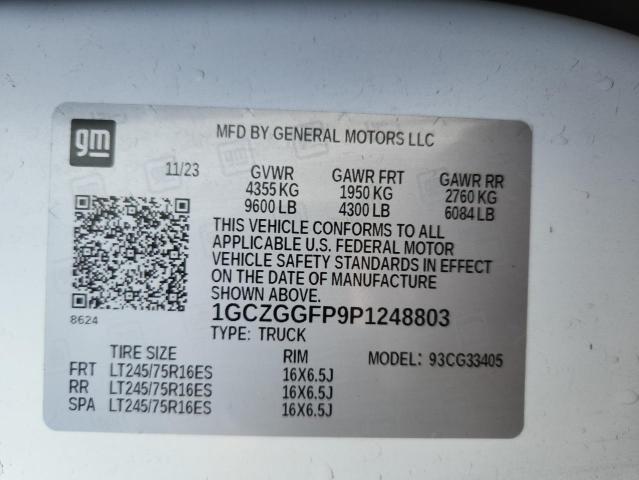 gm
MFD BY GENERAL MOTORS LLC
11/23 GVWR GAWR FRT GAWR RR
4355 KG 1950 KG 2760 KG
9600 LB 4300 LB 6084 LB
THIS VEHICLE CONFORMS TO ALL
APPLICABLE U.S. FEDERAL MOTOR
VEHICLE SAFETY STANDARDS IN EFFECT
ON THE DATE OF MANUFACTURE
SHOWN ABOVE.
8624
1GCZGGFP9P1248803
TYPE: TRUCK
TIRE SIZE RIM MODEL: 93CG33405
FRT LT245/75R16ES 16X6.5J
RR LT245/75R16ES 16X6.5J
SPA LT245/75R16ES 16X6.5J